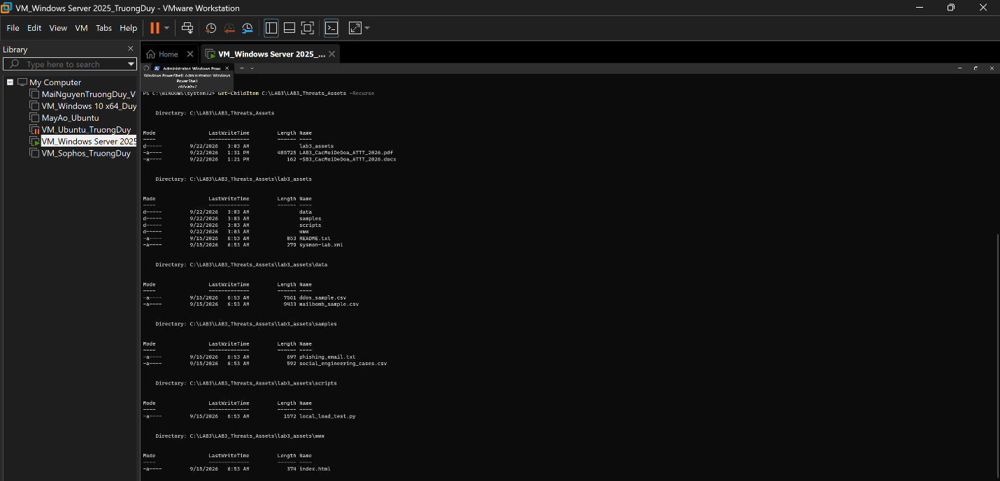 VM_Windows Server 2025_TruongDuy - VMware Workstation
File Edit View VM Tabs Help
Library
Type here to search
My Computer
MaiNguyenTruongDuy_V
VM_Windows 10 x64_Duy
MayAo_Ubuntu
VM_Ubuntu_TruongDuy
VM_Windows Server 2025
VM_Sophos_TruongDuy
Home
VM_Windows Server 2025_...
Administrator: Windows Pow
Windows PowerShell: Administrator: Windows
PowerShell
ctrl+alt+1
PS C:\WINDOWS\system32> Get-ChildItem C:\LAB3\LAB3_Threats_Assets -Recurse
Directory: C:\LAB3\LAB3_Threats_Assets
Mode LastWriteTime Length Name
---- ------------- ------ ----
d----- 9/22/2026 3:03 AM lab3_assets
-a---- 9/22/2026 1:31 PM 485725 LAB3_CacMoiDeDoa_ATTT_2026.pdf
-a---- 9/22/2026 1:21 PM 162 ~$B3_CacMoiDeDoa_ATTT_2026.docx
Directory: C:\LAB3\LAB3_Threats_Assets\lab3_assets
Mode LastWriteTime Length Name
---- ------------- ------ ----
d----- 9/22/2026 3:03 AM data
d----- 9/22/2026 3:03 AM samples
d----- 9/22/2026 3:03 AM scripts
d----- 9/22/2026 3:03 AM www
-a---- 9/15/2026 6:53 AM 853 README.txt
-a---- 9/15/2026 6:53 AM 279 sysmon-lab.xml
Directory: C:\LAB3\LAB3_Threats_Assets\lab3_assets\data
Mode LastWriteTime Length Name
---- ------------- ------ ----
-a---- 9/15/2026 6:53 AM 7561 ddos_sample.csv
-a---- 9/15/2026 6:53 AM 9433 mailbomb_sample.csv
Directory: C:\LAB3\LAB3_Threats_Assets\lab3_assets\samples
Mode LastWriteTime Length Name
---- ------------- ------ ----
-a---- 9/15/2026 6:53 AM 697 phishing_email.txt
-a---- 9/15/2026 6:53 AM 592 social_engineering_cases.csv
Directory: C:\LAB3\LAB3_Threats_Assets\lab3_assets\scripts
Mode LastWriteTime Length Name
---- ------------- ------ ----
-a---- 9/15/2026 6:53 AM 1572 local_load_test.py
Directory: C:\LAB3\LAB3_Threats_Assets\lab3_assets\www
Mode LastWriteTime Length Name
---- ------------- ------ ----
-a---- 9/15/2026 6:53 AM 374 index.html